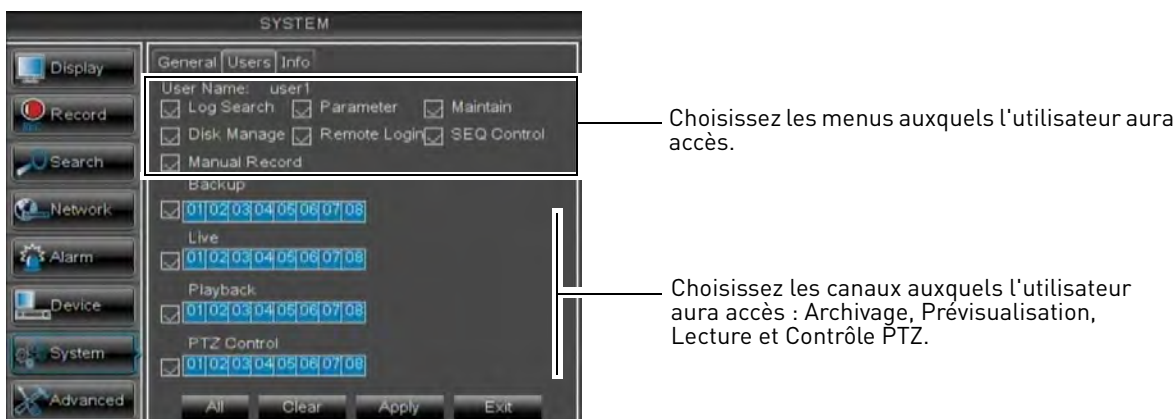 SYSTEM
Display
Record
REC
Search
Network
Alarm
Device
System
Advanced
General Users Info
User Name: user1
Log Search Parameter Maintain
Disk Manage Remote Login SEQ Control
Manual Record
Backup
01 02 03 04 05 06 07 08
Live
01 02 03 04 05 06 07 08
Playback
01 02 03 04 05 06 07 08
PTZ Control
01 02 03 04 05 06 07 08
All Clear Apply Exit
Choisissez les menus auxquels l'utilisateur aura
accès.
Choisissez les canaux auxquels l'utilisateur
aura accès : Archivage, Prévisualisation,
Lecture et Contrôle PTZ.